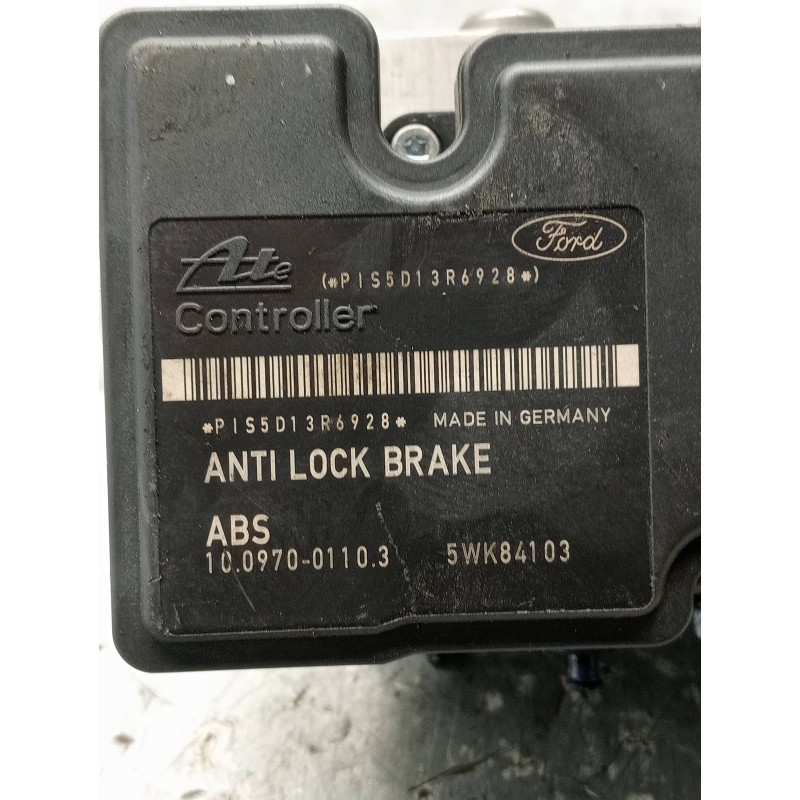 Ford
Ate (*PIS5D13R6928*)
Controller
*PIS5D13R6928* MADE IN GERMANY
ANTI LOCK BRAKE
ABS
10.0970-0110.3 5WK84103